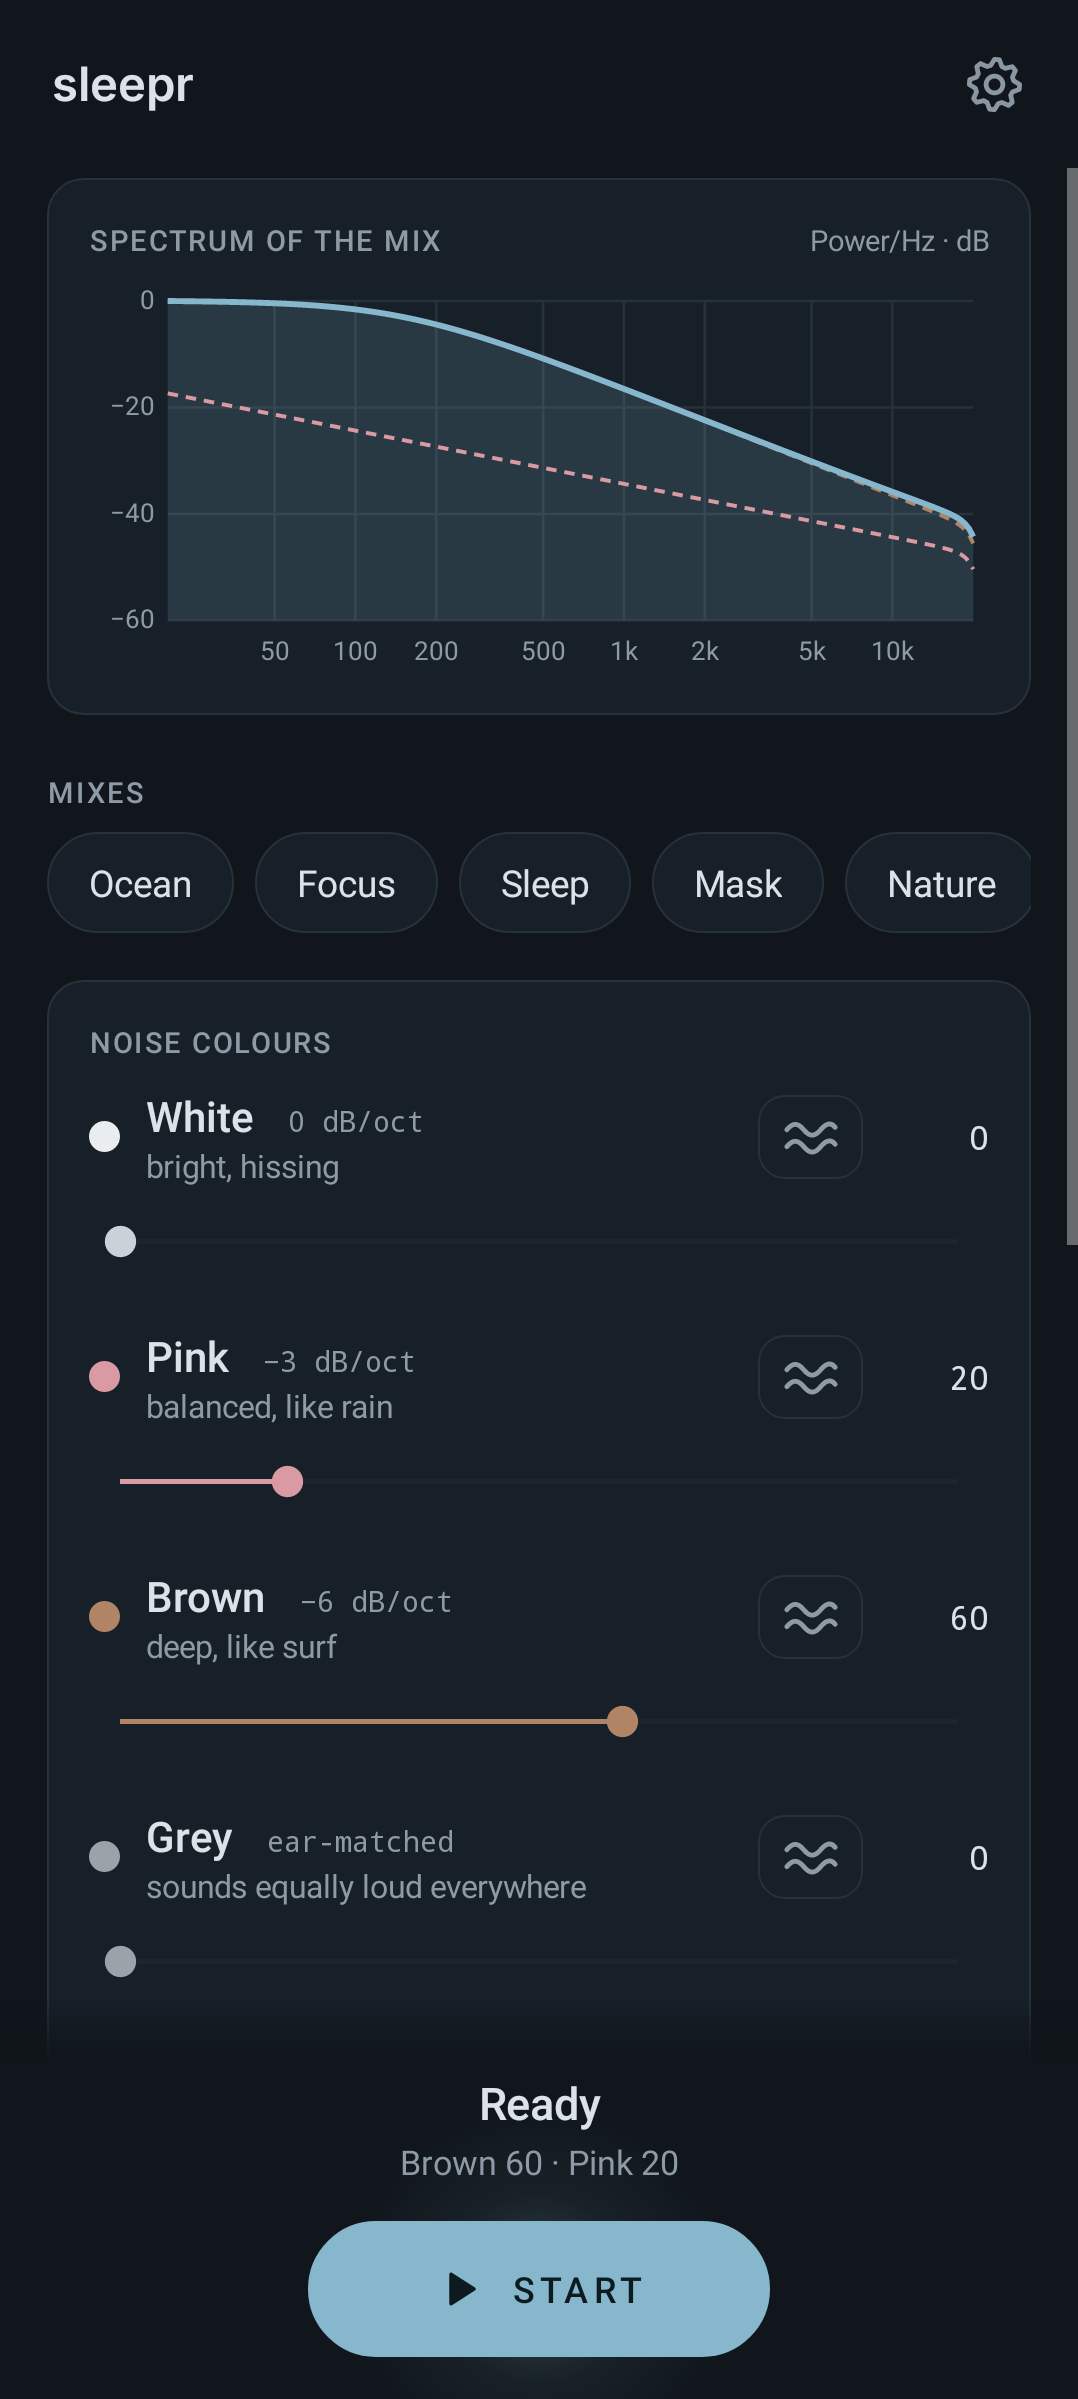 sleepr
SPECTRUM OF THE MIX
Power/Hz · dB
0
−20
−40
−60
50 100 200 500 1k 2k 5k 10k
MIXES
Ocean Focus Sleep Mask Nature
NOISE COLOURS
White 0 dB/oct
bright, hissing
0
Pink −3 dB/oct
balanced, like rain
20
Brown −6 dB/oct
deep, like surf
60
Grey ear-matched
sounds equally loud everywhere
0
Ready
Brown 60 · Pink 20
START